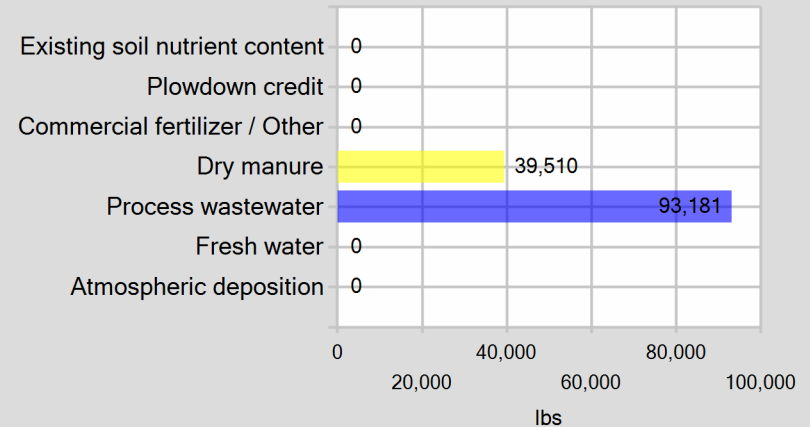 Existing soil nutrient content 0
Plowdown credit 0
Commercial fertilizer / Other 0
Dry manure 39,510
Process wastewater 93,181
Fresh water 0
Atmospheric deposition 0
0 40,000 80,000
20,000 60,000 100,000
lbs